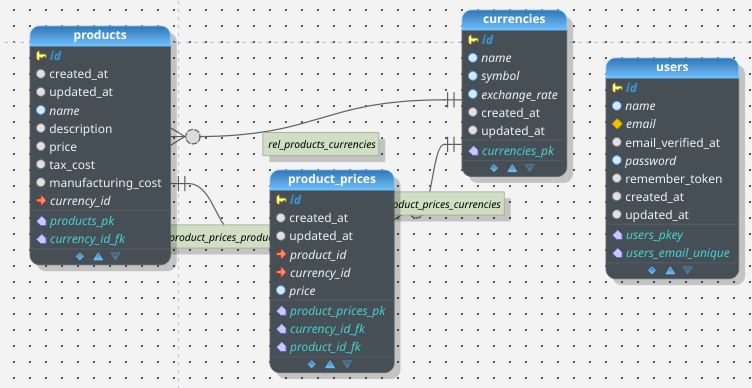 products
id
created_at
updated_at
name
description
price
tax_cost
manufacturing_cost
currency_id
products_pk
currency_id_fk
rel_products_currencies
product_prices
id
created_at
updated_at
product_id
currency_id
price
product_prices_pk
currency_id_fk
product_id_fk
currencies
id
name
symbol
exchange_rate
created_at
updated_at
currencies_pk
product_prices_currencies
users
id
name
email
email_verified_at
password
remember_token
created_at
updated_at
users_pkey
users_email_unique